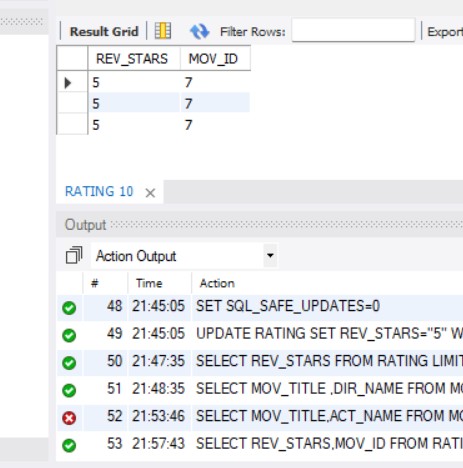 Result Grid Filter Rows: Export
REV_STARS MOV_ID
5 7
5 7
5 7
RATING 10
Output
Action Output
# Time Action
48 21:45:05 SET SQL_SAFE_UPDATES=0
49 21:45:05 UPDATE RATING SET REV_STARS="5" W
50 21:47:35 SELECT REV_STARS FROM RATING LIMIT
51 21:48:35 SELECT MOV_TITLE ,DIR_NAME FROM MO
52 21:53:46 SELECT MOV_TITLE,ACT_NAME FROM MO
53 21:57:43 SELECT REV_STARS,MOV_ID FROM RATI